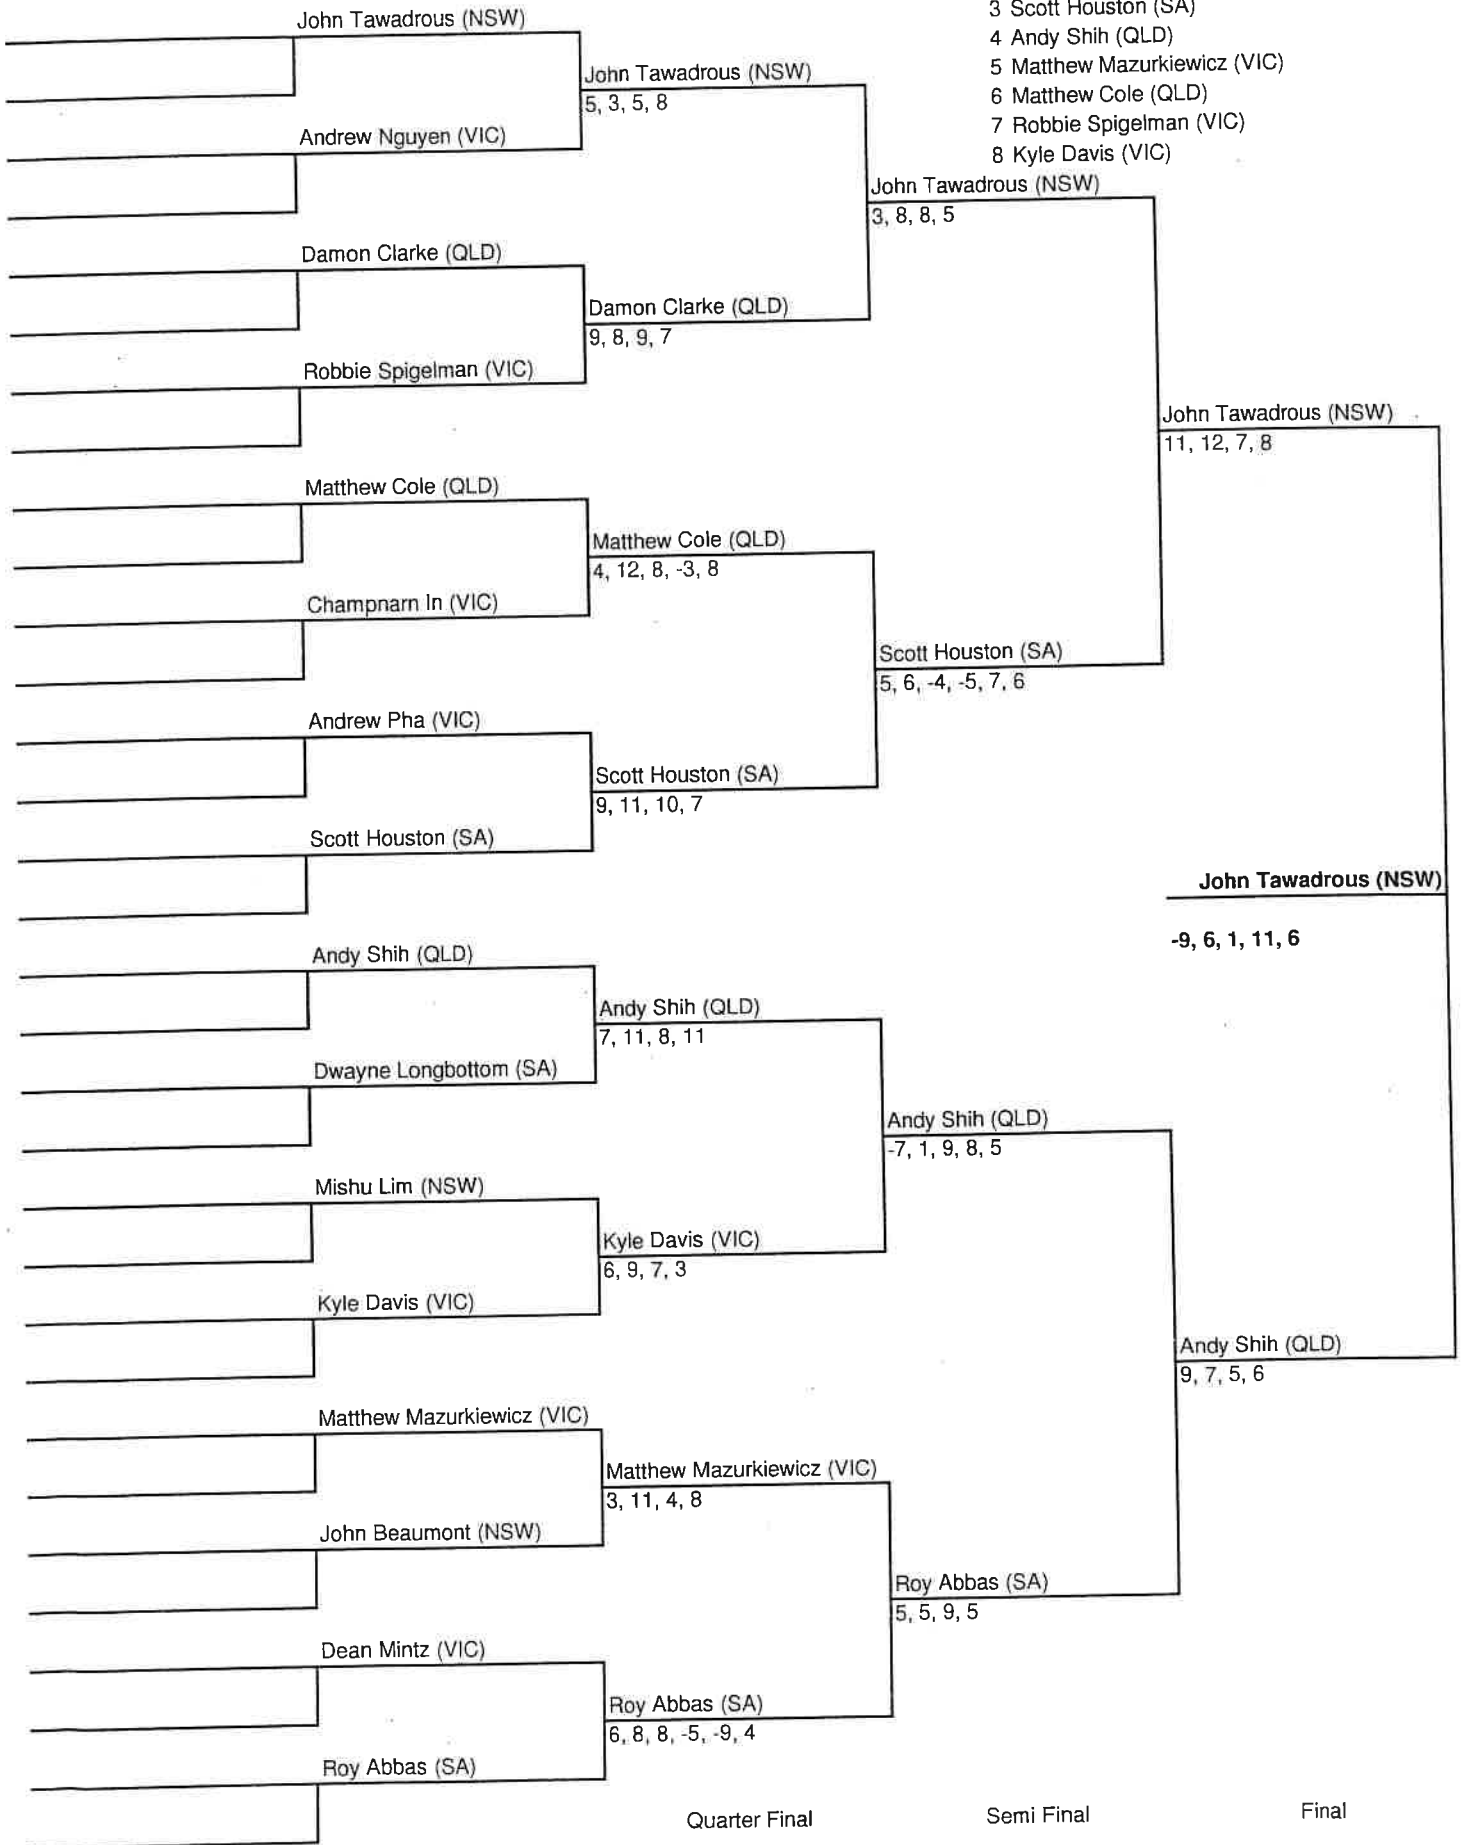 3 Scott Houston (SA)
4 Andy Shih (QLD)
5 Matthew Mazurkiewicz (VIC)
6 Matthew Cole (QLD)
7 Robbie Spigelman (VIC)
8 Kyle Davis (VIC)
John Tawadrous (NSW)
John Tawadrous (NSW)
5, 3, 5, 8
Andrew Nguyen (VIC)
John Tawadrous (NSW)
3, 8, 8, 5
Damon Clarke (QLD)
Damon Clarke (QLD)
9, 8, 9, 7
Robbie Spigelman (VIC)
John Tawadrous (NSW)
11, 12, 7, 8
Matthew Cole (QLD)
Matthew Cole (QLD)
4, 12, 8, -3, 8
Champnarn In (VIC)
Scott Houston (SA)
5, 6, -4, -5, 7, 6
Andrew Pha (VIC)
Scott Houston (SA)
9, 11, 10, 7
Scott Houston (SA)
John Tawadrous (NSW)
-9, 6, 1, 11, 6
Andy Shih (QLD)
Andy Shih (QLD)
7, 11, 8, 11
Dwayne Longbottom (SA)
Andy Shih (QLD)
-7, 1, 9, 8, 5
Mishu Lim (NSW)
Kyle Davis (VIC)
6, 9, 7, 3
Kyle Davis (VIC)
Andy Shih (QLD)
9, 7, 5, 6
Matthew Mazurkiewicz (VIC)
Matthew Mazurkiewicz (VIC)
3, 11, 4, 8
John Beaumont (NSW)
Roy Abbas (SA)
5, 5, 9, 5
Dean Mintz (VIC)
Roy Abbas (SA)
6, 8, 8, -5, -9, 4
Roy Abbas (SA)
Quarter Final
Semi Final
Final